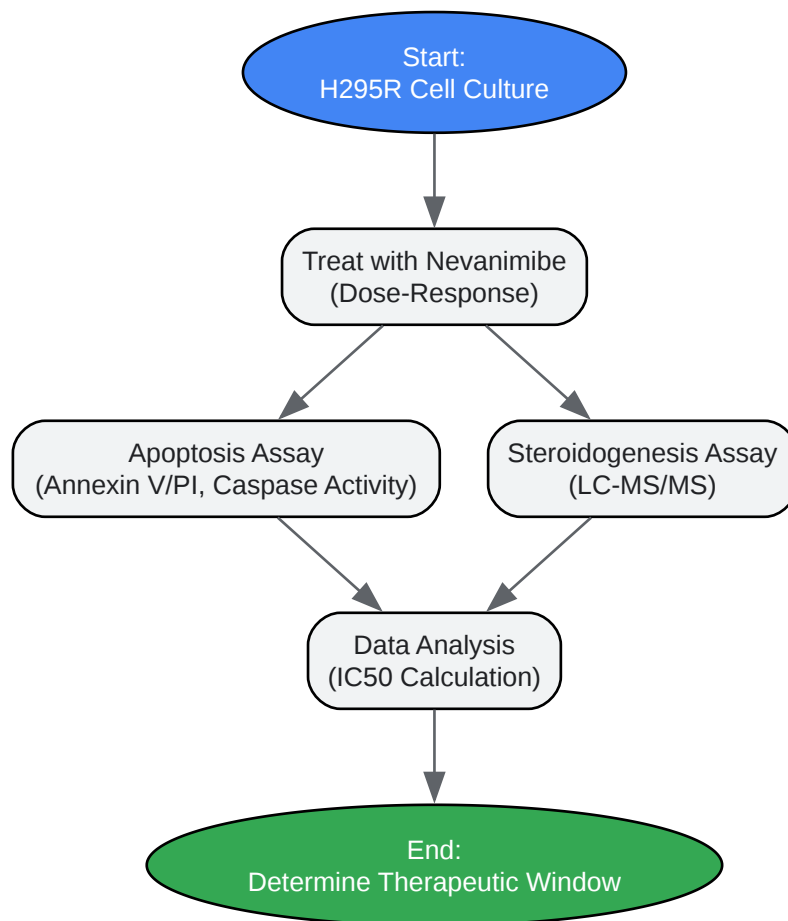 Start:
H295R Cell Culture
Treat with Nevanimibe
(Dose-Response)
Apoptosis Assay
(Annexin V/PI, Caspase Activity)
Steroidogenesis Assay
(LC-MS/MS)
Data Analysis
(IC50 Calculation)
End:
Determine Therapeutic Window